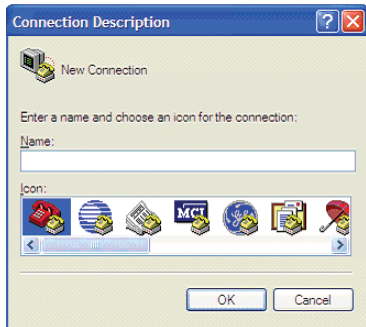 Connection Description
New Connection
Enter a name and choose an icon for the connection:
Name:
Icon:
MCI
OK
Cancel